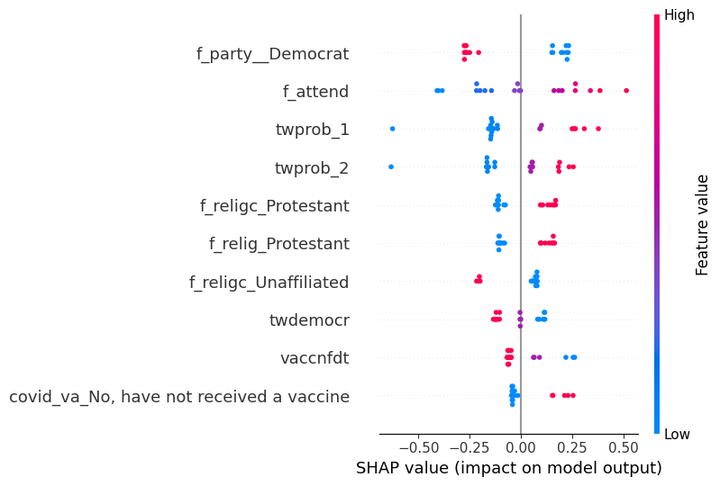 High
f_party__Democrat
f_attend
twprob_1
twprob_2
f_religc_Protestant
f_relig_Protestant
f_religc_Unaffiliated
twdemocr
vaccnfdt
covid_va_No, have not received a vaccine
Feature value
Low
−0.50 −0.25 0.00 0.25 0.50
SHAP value (impact on model output)